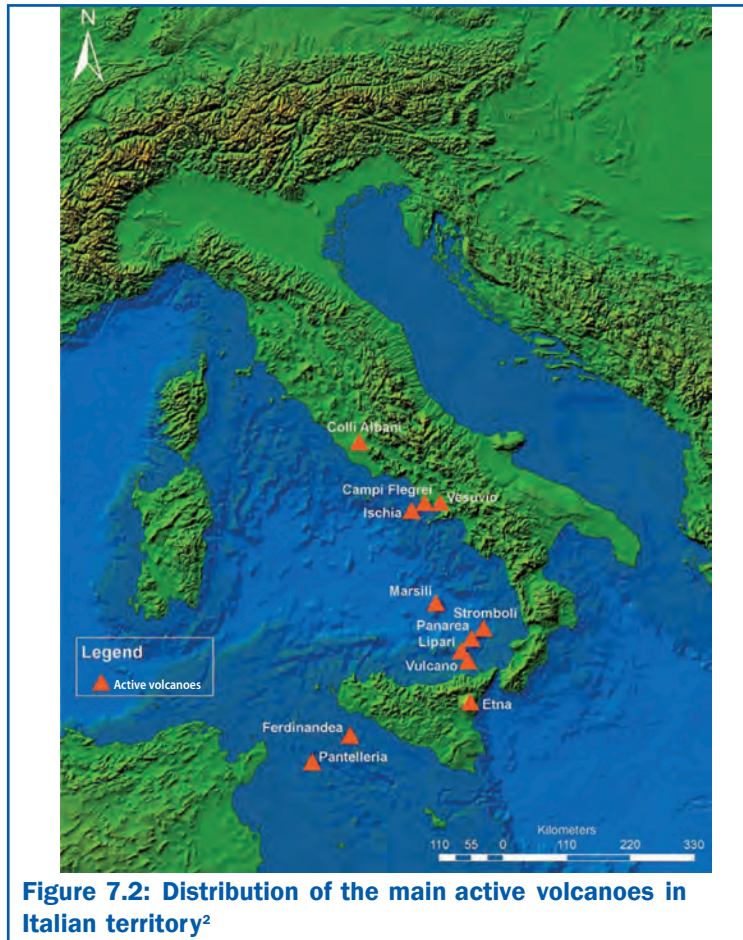 N
Colli Albani
Campi Flegrei
Vesuvio
Ischia
Marsili
Stromboli
Panarea
Lipari
Vulcano
Legend
Active volcanoes
Etna
Ferdinandea
Pantelleria
Kilometers
110 55 0 110 220 330
Figure 7.2: Distribution of the main active volcanoes in
Italian territory²